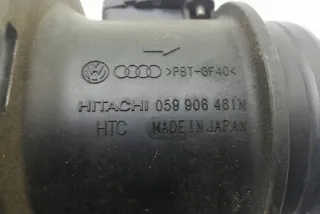 >PBT-GF40<
HITACHI 059 906 461N
HTC MADE IN JAPAN